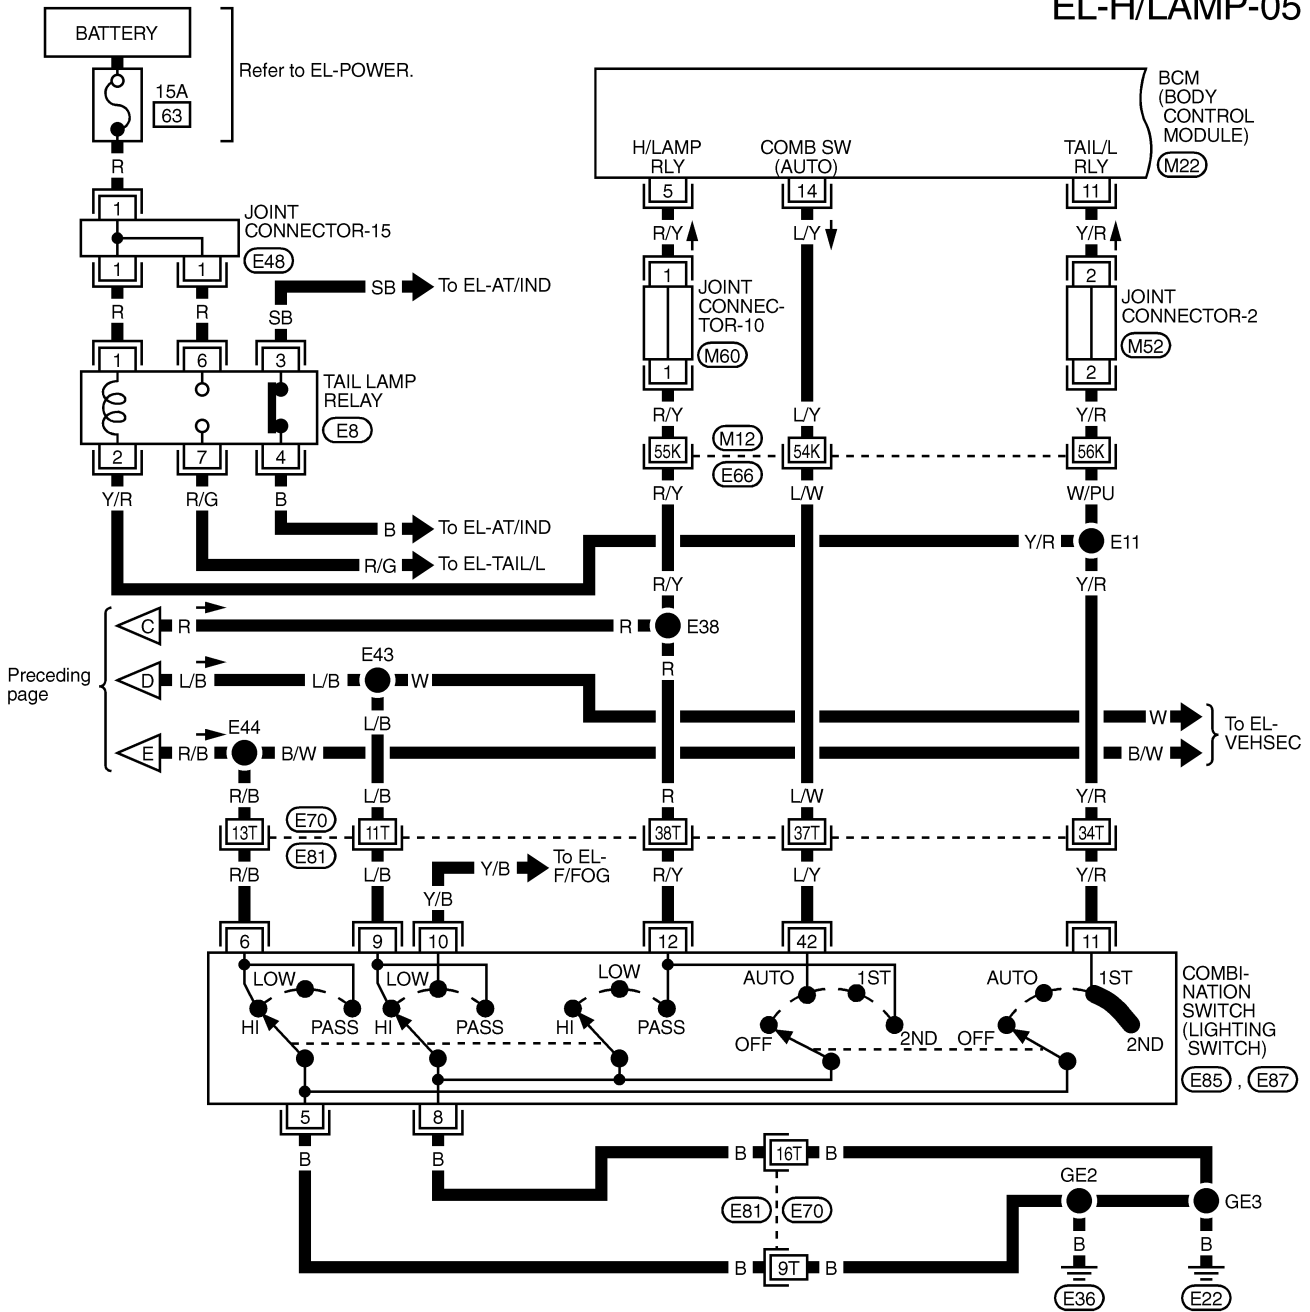 EL-H/LAMP-05
BATTERY
Refer to EL-POWER.
15A
63
R
1
JOINT
CONNECTOR-15
E48
1 1
R R
SB To EL-AT/IND
SB
1 6 3
TAIL LAMP
RELAY
E8
2 7 4
Y/R R/G B
B To EL-AT/IND
R/G To EL-TAIL/L
BCM
(BODY
CONTROL
MODULE)
M22
H/LAMP
RLY
COMB SW
(AUTO)
TAIL/L
RLY
5 14 11
R/Y L/Y Y/R
1 2
JOINT
CONNEC-
TOR-10
M60
JOINT
CONNECTOR-2
M52
1 2
R/Y L/Y Y/R
55K M12 54K 56K
E66
R/Y L/W W/PU
Y/R E11
R/Y Y/R
Preceding
page
C R R E38
R
E43
D L/B L/B W
L/B W
E44
E R/B B/W B/W
To EL-
VEHSEC
R/B L/B R L/W Y/R
13T E70 11T 38T 37T 34T
E81
R/B L/B R/Y L/Y Y/R
Y/B To EL-
F/FOG
Y/B
6 9 10 12 42 11
LOW LOW LOW AUTO 1ST AUTO 1ST
HI PASS HI PASS HI PASS OFF 2ND OFF 2ND
COMBI-
NATION
SWITCH
(LIGHTING
SWITCH)
E85 , E87
5 8
B B
B 16T B
E81 E70
GE2
GE3
B B
B 9T B
E36 E22